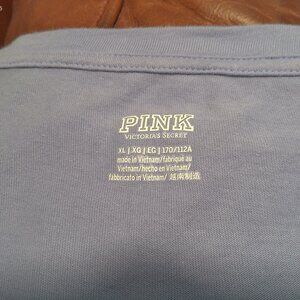 PINK
VICTORIA'S SECRET
XL | XG | EG | 170/112A
made in Vietnam/fabriqué au
Vietnam/hecho en Vietnam/
fabbricato in Vietnam/ 越南制造